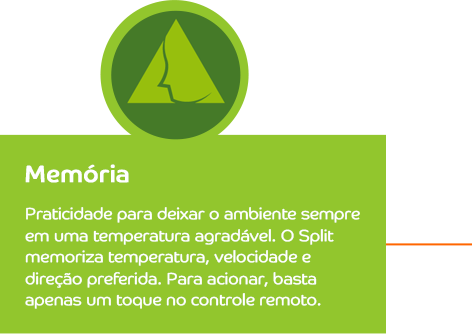 Memória
Praticidade para deixar o ambiente sempre
em uma temperatura agradável. O Split
memoriza temperatura, velocidade e
direção preferida. Para acionar, basta
apenas um toque no controle remoto.